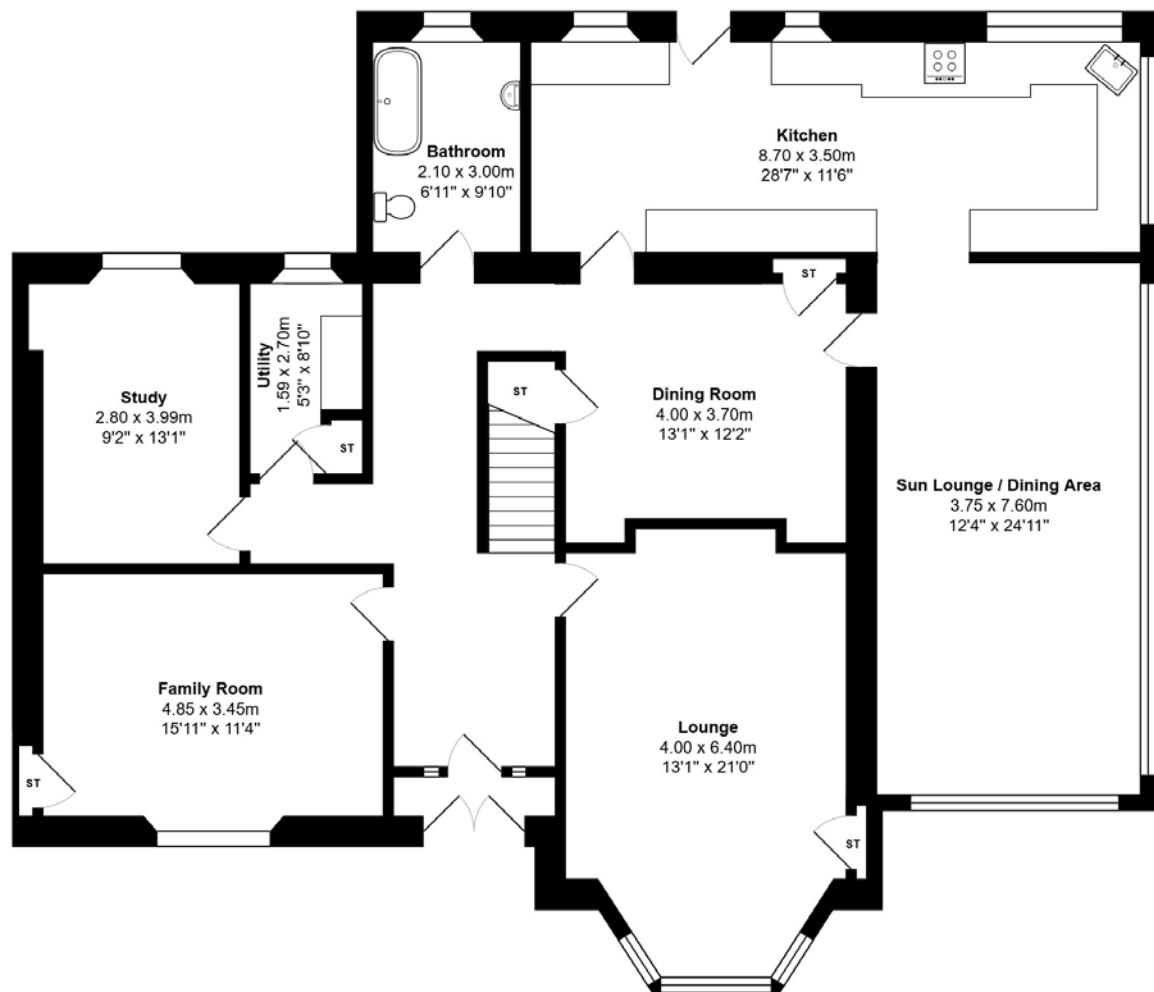 Bathroom
2.10 x 3.00m
6'11" x 9'10"
Kitchen
8.70 x 3.50m
28'7" x 11'6"
ST
Utility
1.59 x 2.70m
5'3" x 8'10"
ST
Study
2.80 x 3.99m
9'2" x 13'1"
ST
Dining Room
4.00 x 3.70m
13'1" x 12'2"
Sun Lounge / Dining Area
3.75 x 7.60m
12'4" x 24'11"
Family Room
4.85 x 3.45m
15'11" x 11'4"
ST
Lounge
4.00 x 6.40m
13'1" x 21'0"
ST